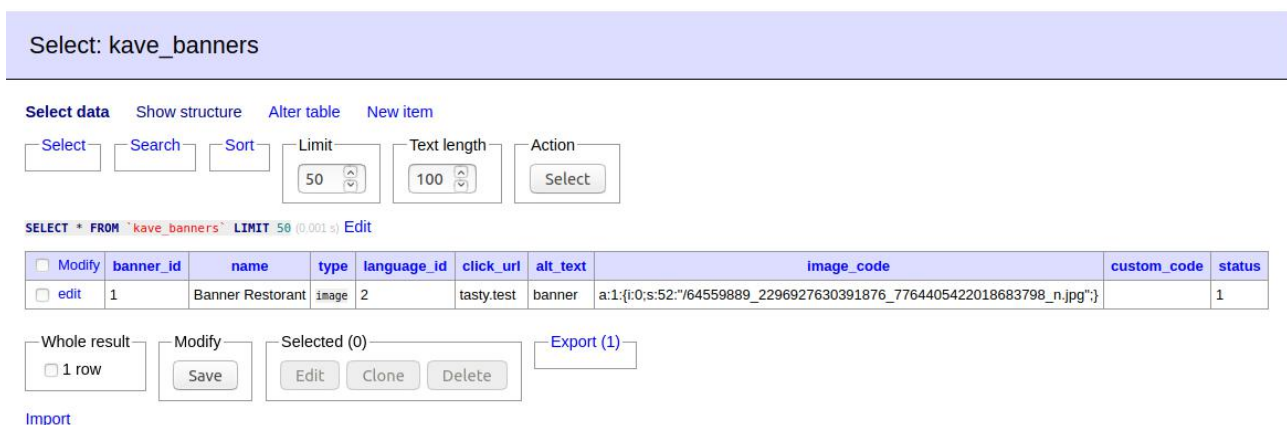 Select: kave_banners
Select data Show structure Alter table New item
Select Search Sort Limit Text length Action
50 100 Select
SELECT * FROM `kave_banners` LIMIT 50 (0.001 s) Edit
Modify banner_id name type language_id click_url alt_text image_code custom_code status
edit 1 Banner Restorant image 2 tasty.test banner a:1:{i:0;s:52:"/64559889_2296927630391876_7764405422018683798_n.jpg";} 1
Whole result Modify Selected (0) Export (1)
1 row Save Edit Clone Delete
Import